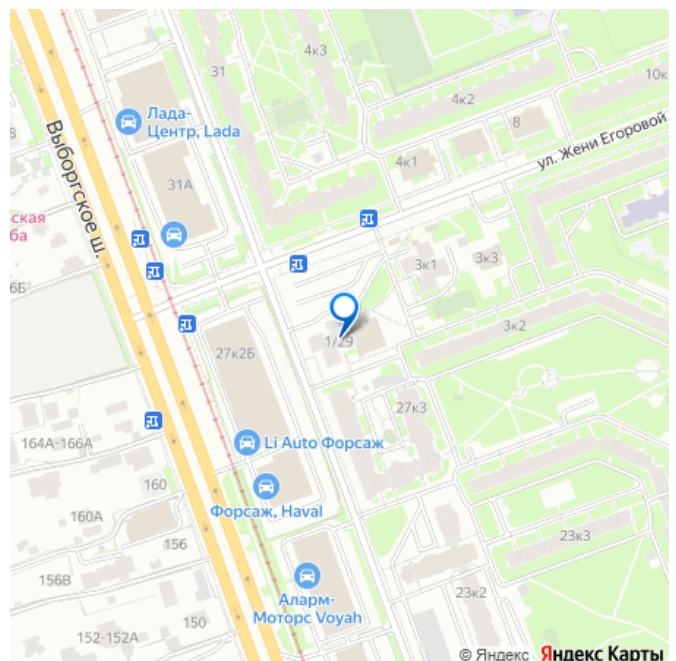 4к3
31
10к
Лада-
Центр, Lada
4к2
8
8
Выборгское ш.
4к1
ул. Жени Егоровой
31А
ская
ба
3к1
3к3
6Б
3к2
1/29
27к2Б
27к3
164А-166А
Li Auto Форсаж
160
Форсаж, Haval
160А
156
23к3
156В
Аларм-
Моторс Voyah
23к2
150
152-152А
© Яндекс Яндекс Карты